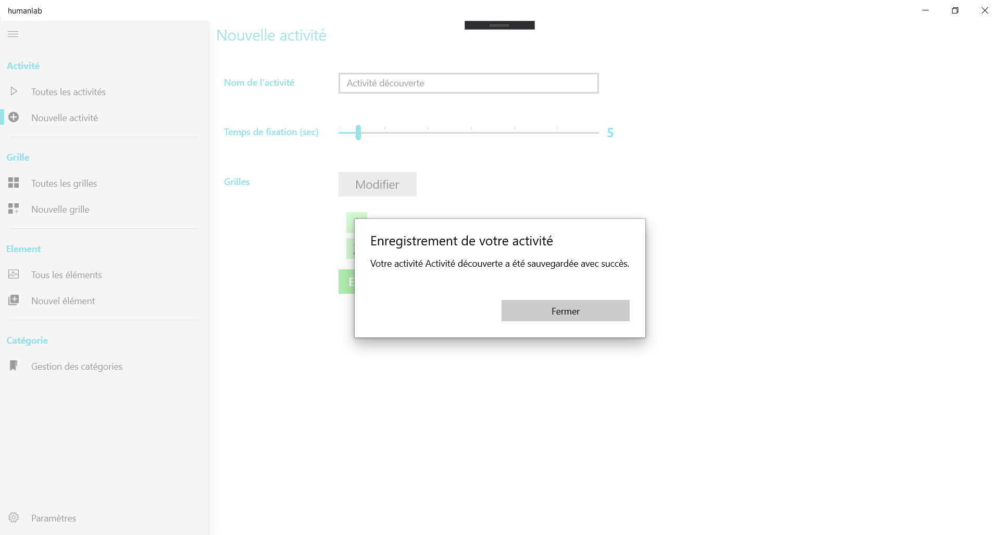 humanlab
Nouvelle activité
Activité
Toutes les activités
Nouvelle activité
Grille
Toutes les grilles
Nouvelle grille
Element
Tous les éléments
Nouvel élément
Catégorie
Gestion des catégories
Paramètres
Nom de l'activité
Activité découverte
Temps de fixation (sec)
5
Grilles
Modifier
Enregistrement de votre activité
Votre activité Activité découverte a été sauvegardée avec succès.
Fermer